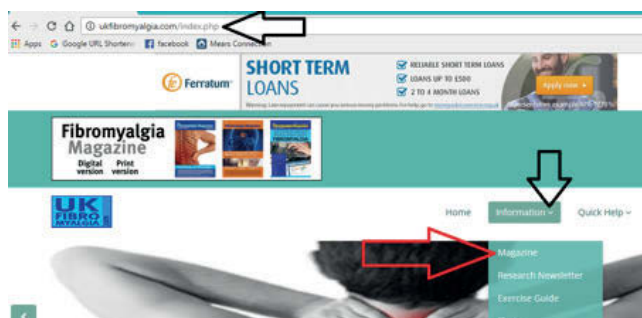 ukfibromyalgia.com/index.php
Apps Google URL Shortene facebook Mears Connection
Ferratum
SHORT TERM
LOANS
RELIABLE SHORT TERM LOANS
LOANS UP TO £500
2 TO 4 MONTH LOANS
Apply now
Fibromyalgia
Magazine
Digital Print
version version
UK
FIBRO
MYALGIA
Home Information Quick Help
Magazine
Research Newsletter
Exercise Guide